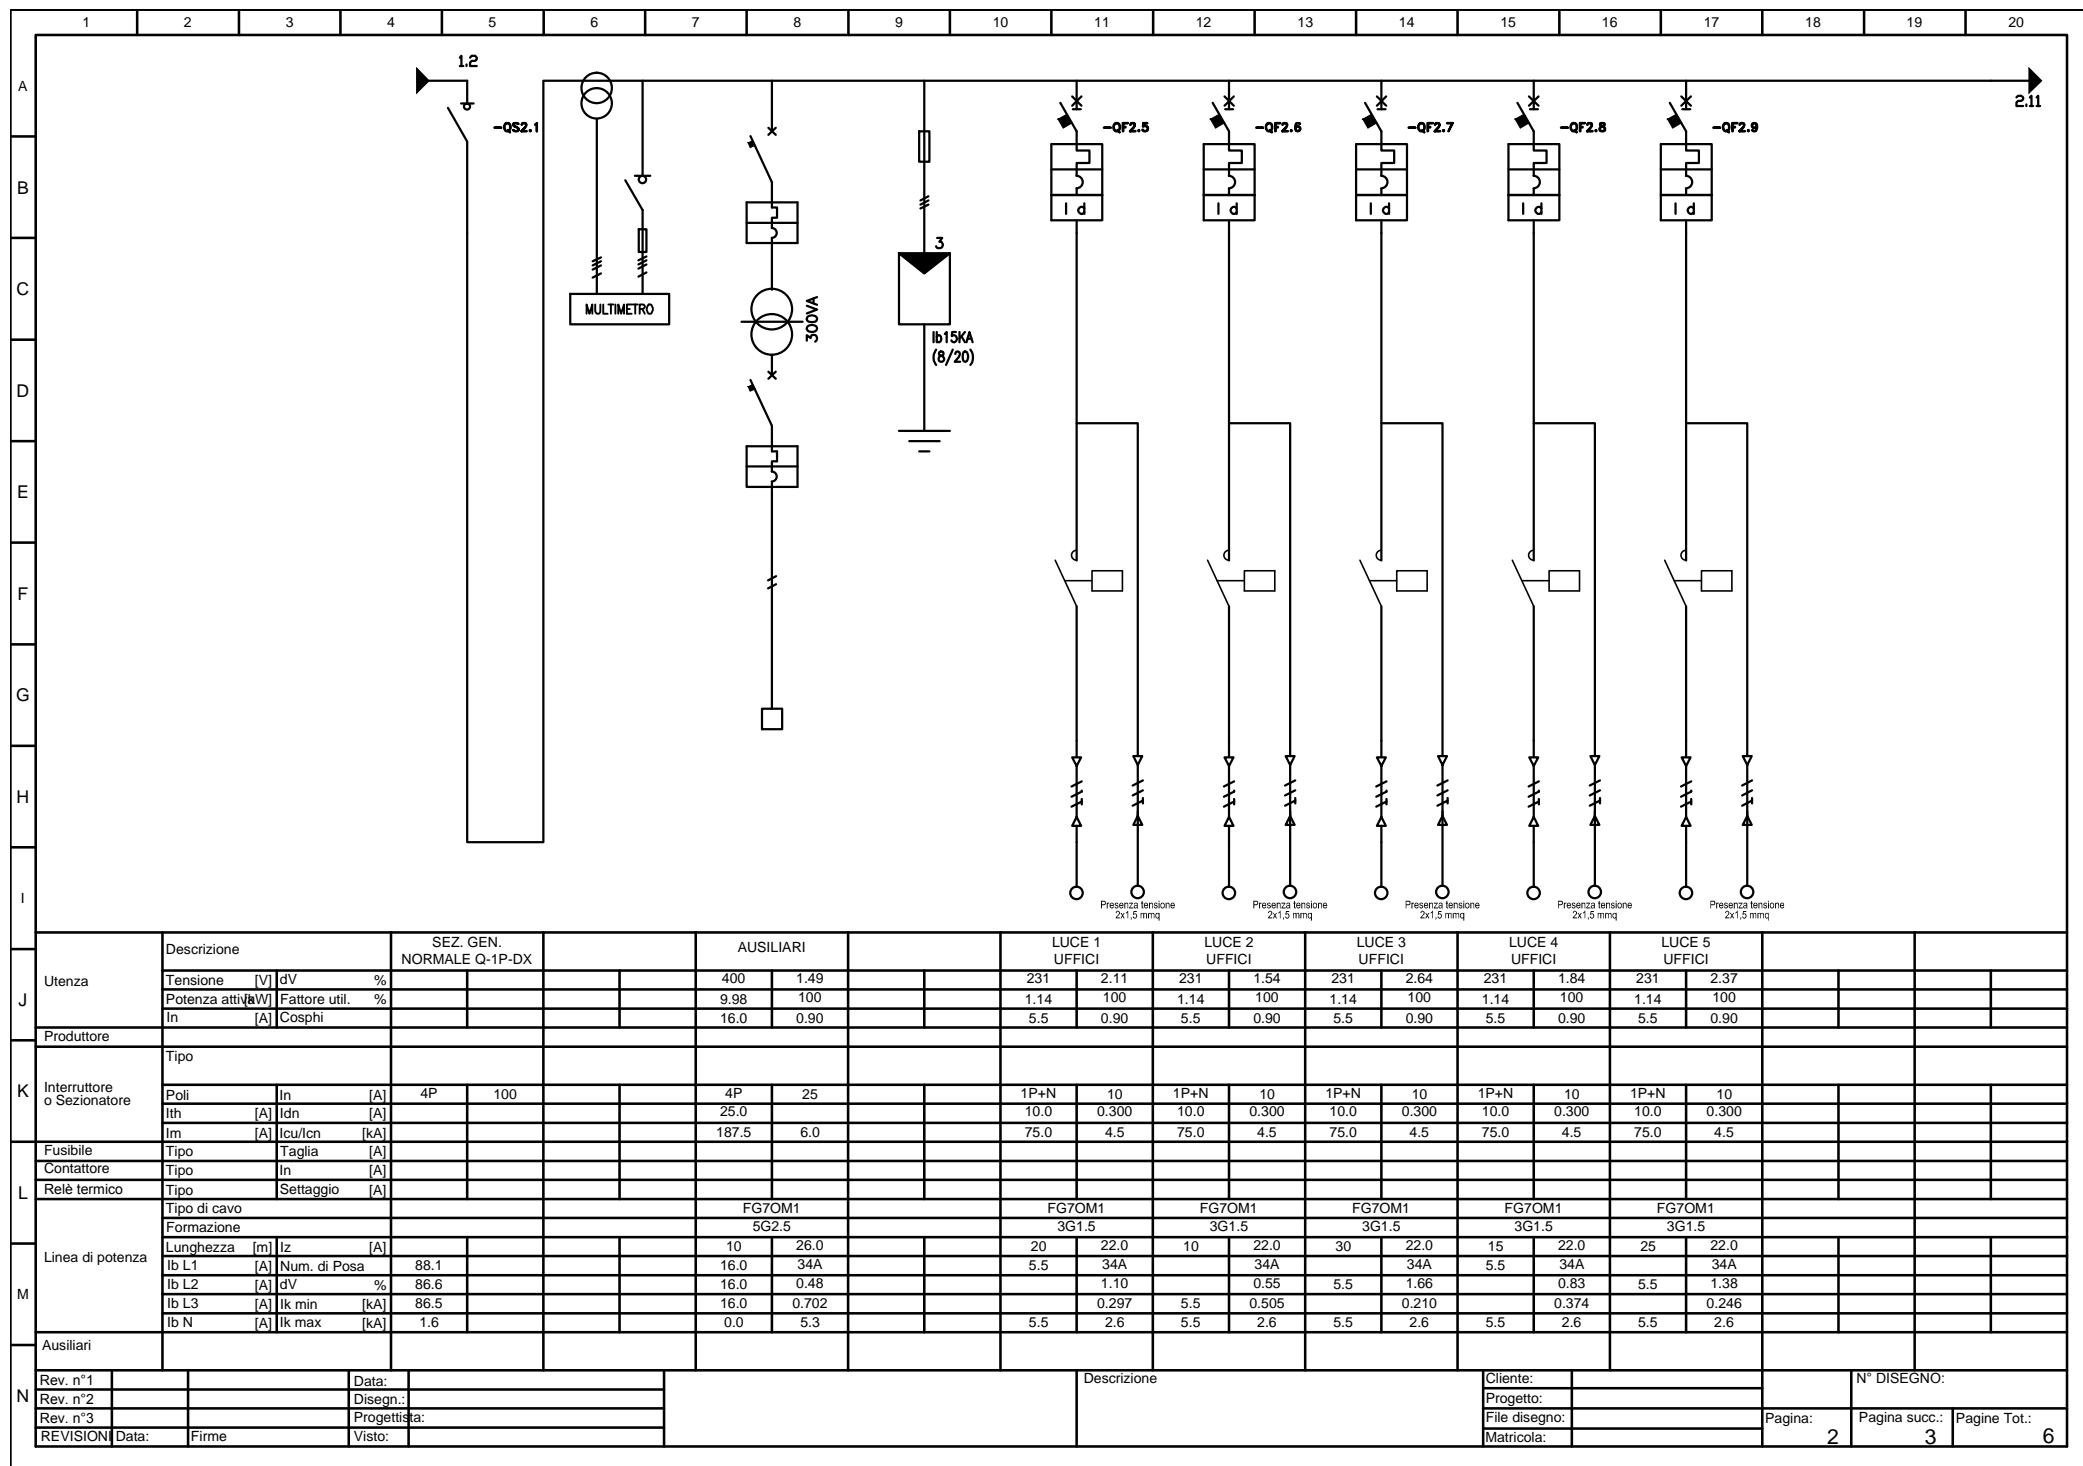 1 2 3 4 5 6 7 8 9 10 11 12 13 14 15 16 17 18 19 20
A
B
C
D
E
F
G
H
I
J
K
L
M
N
1.2
2.11
-QS2.1
-QF2.5 -QF2.6 -QF2.7 -QF2.8 -QF2.9
I d I d I d I d I d
3
MULTIMETRO
300VA
Ib15KA
(8/20)
Presenza tensione Presenza tensione Presenza tensione Presenza tensione Presenza tensione
2x1,5 mmq 2x1,5 mmq 2x1,5 mmq 2x1,5 mmq 2x1,5 mmq
Utenza
Descrizione SEZ. GEN. AUSILIARI LUCE 1 LUCE 2 LUCE 3 LUCE 4 LUCE 5
NORMALE Q-1P-DX UFFICI UFFICI UFFICI UFFICI UFFICI
Tensione [V] dV % 400 1.49 231 2.11 231 1.54 231 2.64 231 1.84 231 2.37
Potenza attiva [kW] Fattore util. % 9.98 100 1.14 100 1.14 100 1.14 100 1.14 100 1.14 100
In [A] Cosphi 16.0 0.90 5.5 0.90 5.5 0.90 5.5 0.90 5.5 0.90 5.5 0.90
Produttore
Interruttore
o Sezionatore
Tipo
Poli In [A] 4P 100 4P 25 1P+N 10 1P+N 10 1P+N 10 1P+N 10 1P+N 10
Ith [A] Idn [A] 25.0 10.0 0.300 10.0 0.300 10.0 0.300 10.0 0.300 10.0 0.300
Im [A] Icu/Icn [kA] 187.5 6.0 75.0 4.5 75.0 4.5 75.0 4.5 75.0 4.5 75.0 4.5
Fusibile Tipo Taglia [A]
Contattore Tipo In [A]
Relè termico Tipo Settaggio [A]
Linea di potenza
Tipo di cavo FG7OM1 FG7OM1 FG7OM1 FG7OM1 FG7OM1 FG7OM1
Formazione 5G2.5 3G1.5 3G1.5 3G1.5 3G1.5 3G1.5
Lunghezza [m] Iz [A] 10 26.0 20 22.0 10 22.0 30 22.0 15 22.0 25 22.0
Ib L1 [A] Num. di Posa 88.1 16.0 34A 5.5 34A 34A 34A 5.5 34A 34A
Ib L2 [A] dV % 86.6 16.0 0.48 1.10 0.55 5.5 1.66 0.83 5.5 1.38
Ib L3 [A] Ik min [kA] 86.5 16.0 0.702 0.297 5.5 0.505 0.210 0.374 0.246
Ib N [A] Ik max [kA] 1.6 0.0 5.3 5.5 2.6 5.5 2.6 5.5 2.6 5.5 2.6 5.5 2.6
Ausiliari
Rev. n°1 Data: Descrizione Cliente: N° DISEGNO:
Rev. n°2 Disegn.: Progetto:
Rev. n°3 Progettista: File disegno: Pagina: Pagina succ.: Pagine Tot.:
REVISIONI Data: Firme Visto: Matricola: 2 3 6